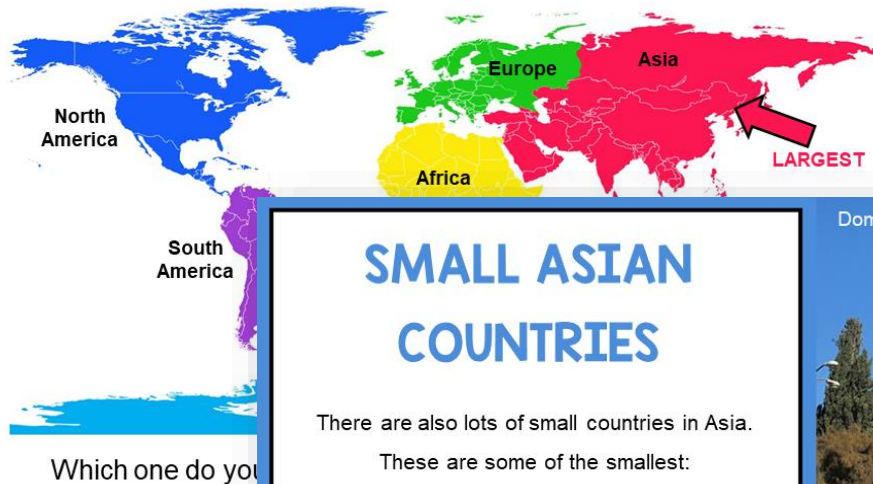 Europe
Asia
North
America
LARGEST
Africa
South
America
SMALL ASIAN
COUNTRIES
There are also lots of small countries in Asia.
These are some of the smallest:
Which one do